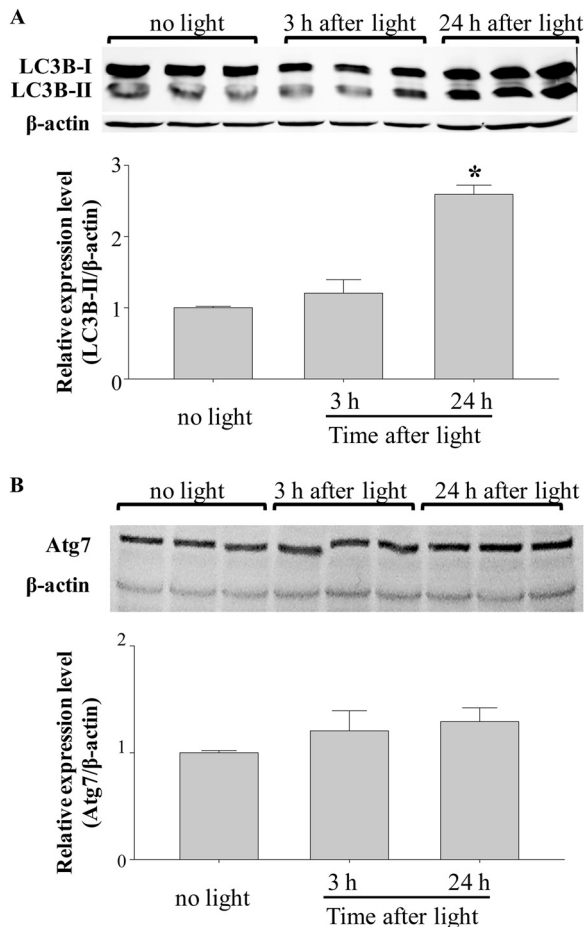 A
no light 3 h after light 24 h after light
LC3B-I
LC3B-II
β-actin
Relative expression level
(LC3B-II/β-actin)
3
2
1
0
*
no light 3 h 24 h
Time after light
B
no light 3 h after light 24 h after light
Atg7
β-actin
Relative expression level
(Atg7/β-actin)
2
1
0
no light 3 h 24 h
Time after light